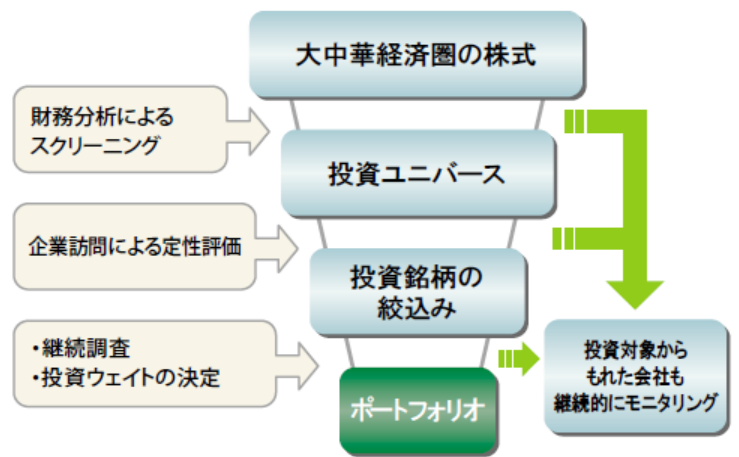 大中華経済圏の株式
財務分析による
スクリーニング
投資ユニバース
企業訪問による定性評価
投資銘柄の
絞込み
・継続調査
・投資ウェイトの決定
ポートフォリオ
投資対象から
もれた会社も
継続的にモニタリング